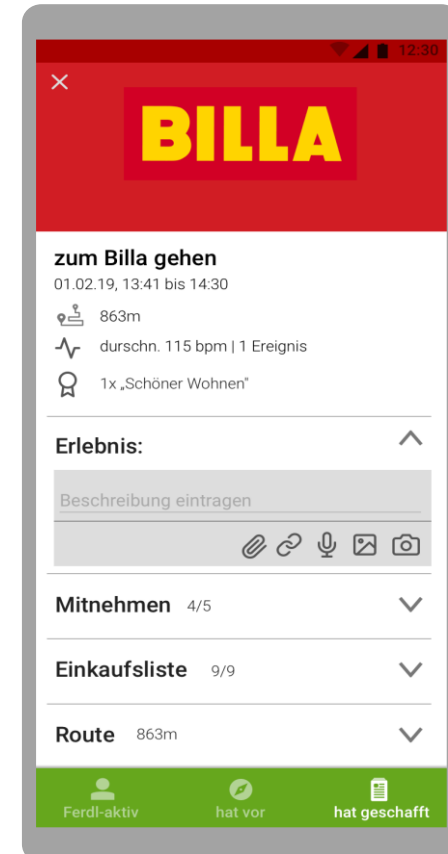 12:30
BILLA
zum Billa gehen
01.02.19, 13:41 bis 14:30
863m
durschn. 115 bpm | 1 Ereignis
1x „Schöner Wohnen"
Erlebnis:
Beschreibung eintragen
Mitnehmen 4/5
Einkaufsliste 9/9
Route 863m
Ferdl-aktiv hat vor hat geschafft